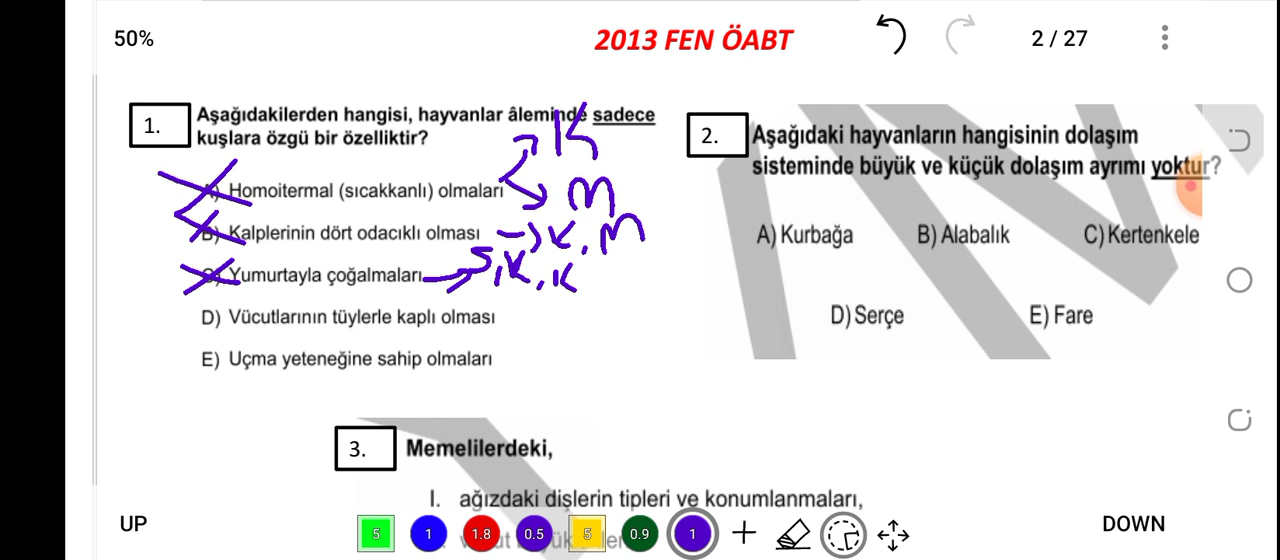 50%
2013 FEN ÖABT
2 / 27
1.
Aşağıdakilerden hangisi, hayvanlar âleminde sadece
kuşlara özgü bir özelliktir?
A) Homoitermal (sıcakkanlı) olmaları
K
m
B) Kalplerinin dört odacıklı olması
K, m
C) Yumurtayla çoğalmaları
S, K, K
D) Vücutlarının tüylerle kaplı olması
E) Uçma yeteneğine sahip olmaları
2.
Aşağıdaki hayvanların hangisinin dolaşım
sisteminde büyük ve küçük dolaşım ayrımı yoktur?
A) Kurbağa B) Alabalık C) Kertenkele
D) Serçe E) Fare
3.
Memelilerdeki,
I. ağızdaki dişlerin tipleri ve konumlanmaları,
UP
5 1 1.8 0.5 5 0.9 1
DOWN